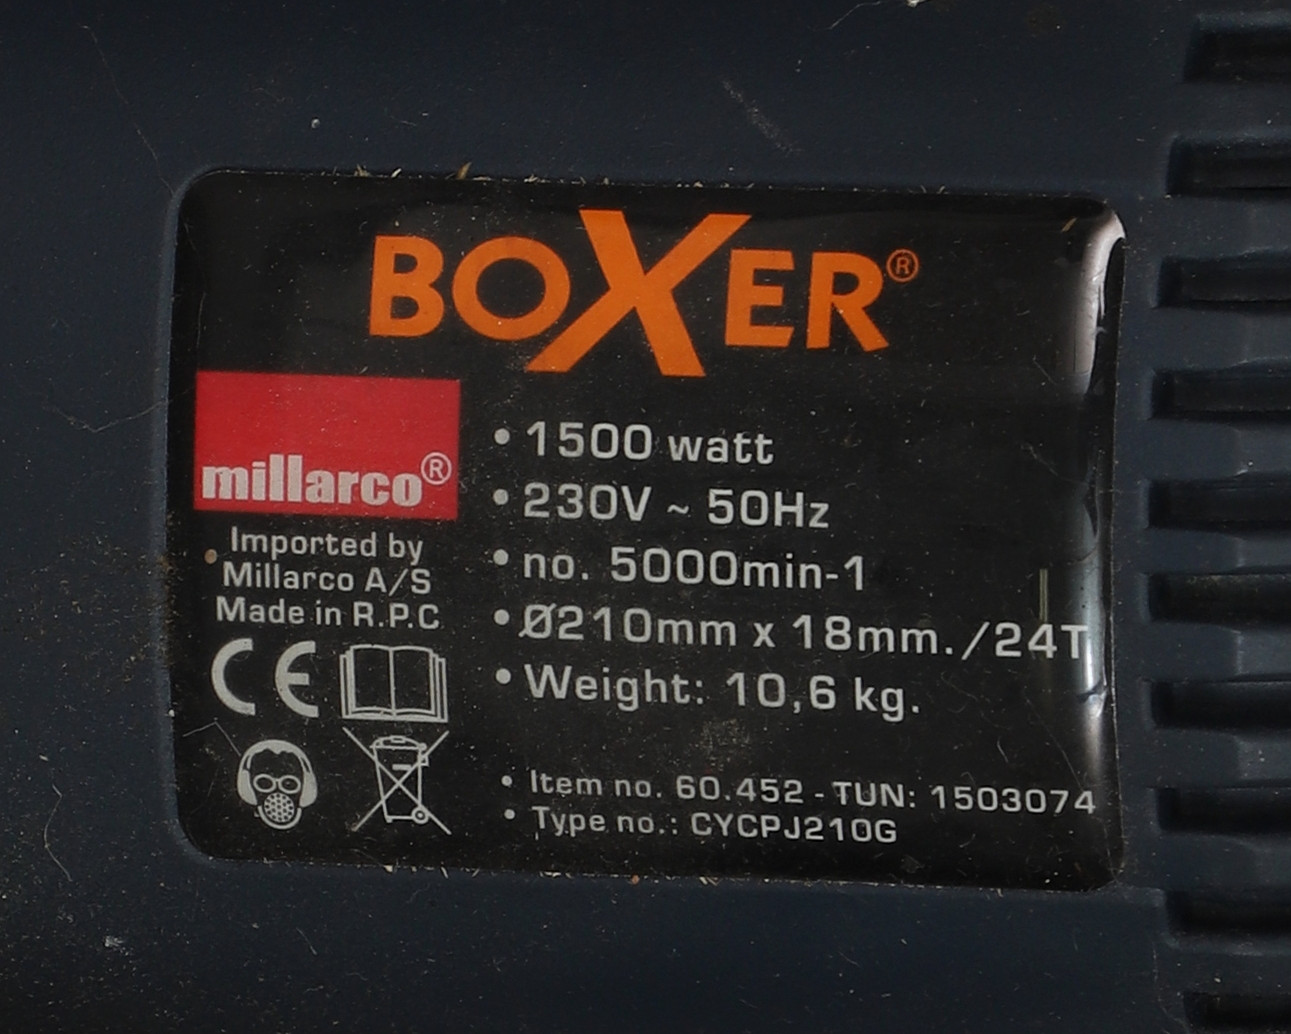 BOXER®
millarco®
Imported by
Millarco A/S
Made in R.P.C
CE
• 1500 watt
• 230V ~ 50Hz
• no. 5000min-1
• Ø210mm x 18mm./24T
• Weight: 10,6 kg.
• Item no. 60.452 - TUN: 1503074
• Type no.: CYCPJ210G